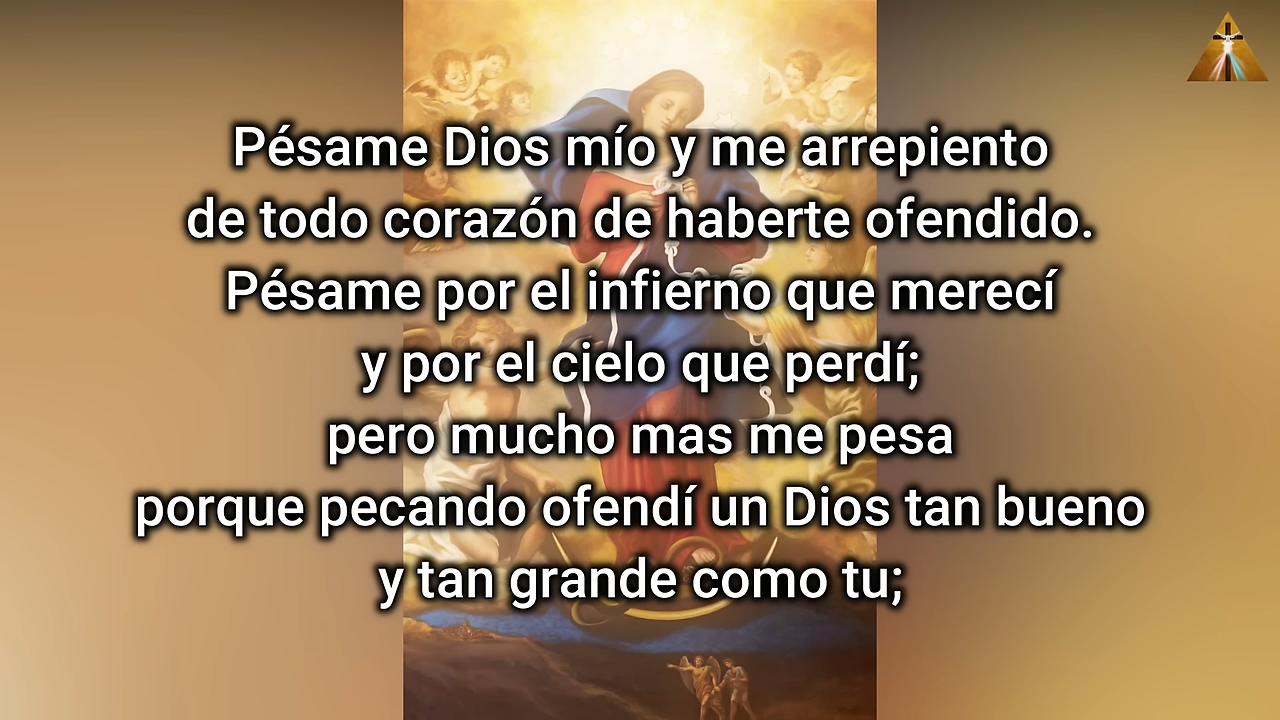 Pésame Dios mío y me arrepiento
de todo corazón de haberte ofendido.
Pésame por el infierno que merecí
y por el cielo que perdí;
pero mucho mas me pesa
porque pecando ofendí un Dios tan bueno
y tan grande como tu;